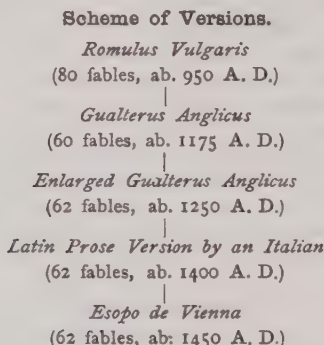 Scheme of Versions.
Romulus Vulgaris
(80 fables, ab. 950 A. D.)
Gualterus Anglicus
(60 fables, ab. 1175 A. D.)
Enlarged Gualterus Anglicus
(62 fables, ab. 1250 A. D.)
Latin Prose Version by an Italian
(62 fables, ab. 1400 A. D.)
Esopo de Vienna
(62 fables, ab: 1450 A. D.)